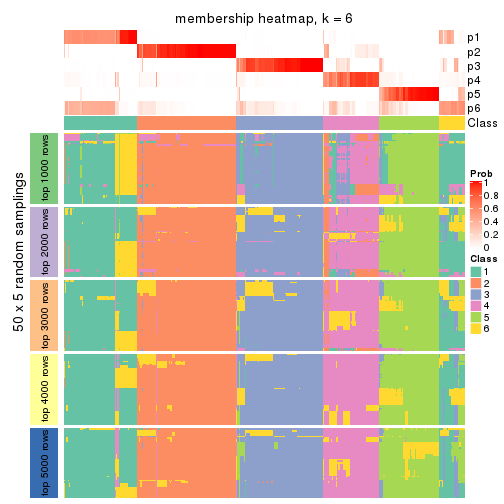 membership heatmap, k = 6
p1
p2
p3
p4
p5
p6
Class
50 x 5 random samplings
top 1000 rows
top 2000 rows
top 3000 rows
top 4000 rows
top 5000 rows
Prob
1
0.8
0.6
0.4
0.2
0
Class
1
2
3
4
5
6